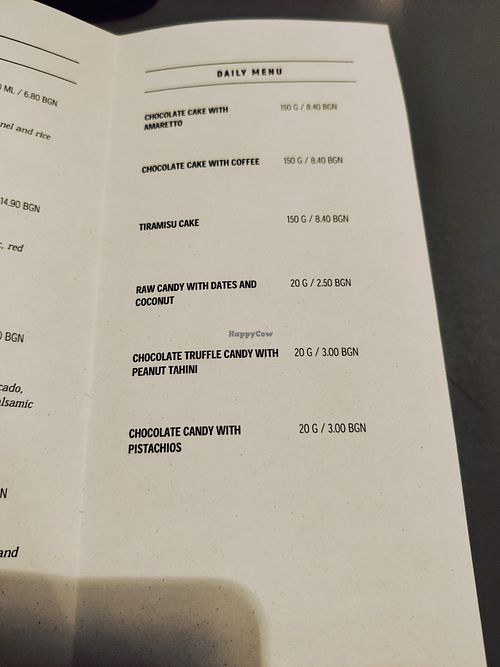 ML / 6.80 BGN
and rice
14.90 BGN
red
BGN
and
DAILY MENU
CHOCOLATE CAKE WITH 150 G / 8.40 BGN
AMARETTO
CHOCOLATE CAKE WITH COFFEE 150 G / 8.40 BGN
TIRAMISU CAKE 150 G / 8.40 BGN
RAW CANDY WITH DATES AND 20 G / 2.50 BGN
COCONUT
HappyCow
CHOCOLATE TRUFFLE CANDY WITH 20 G / 3.00 BGN
PEANUT TAHINI
CHOCOLATE CANDY WITH 20 G / 3.00 BGN
PISTACHIOS